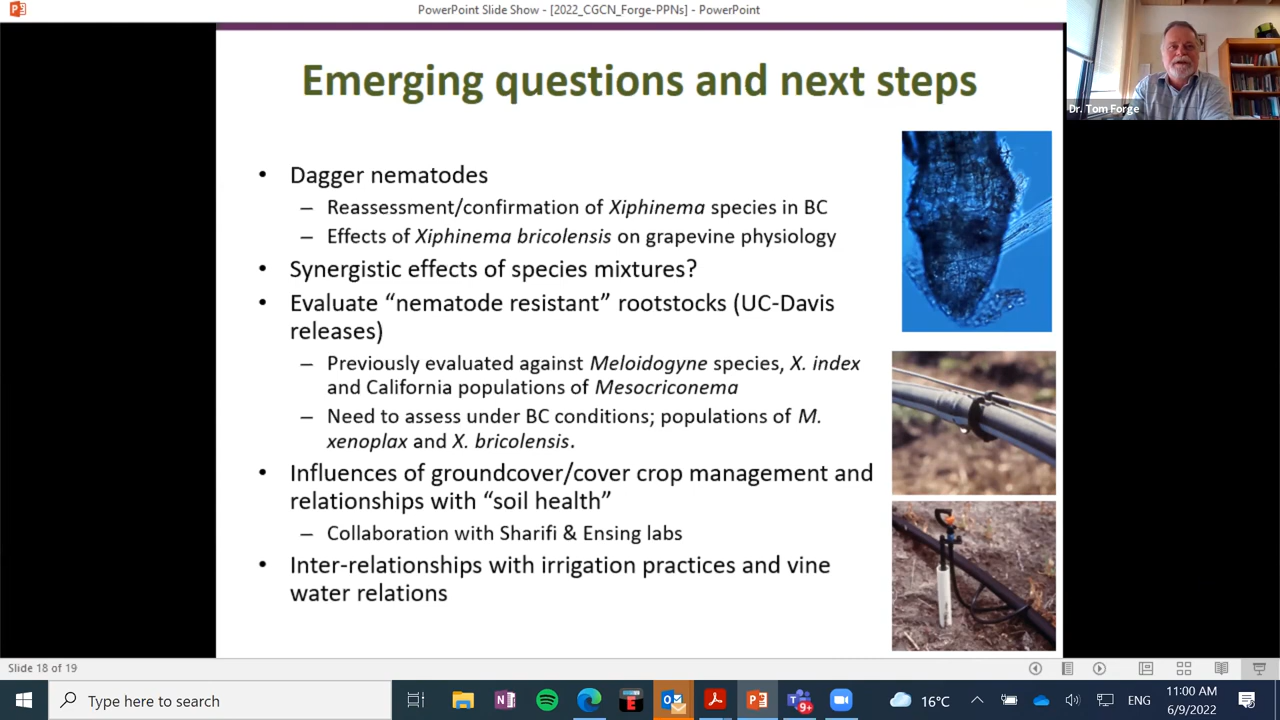 PowerPoint Slide Show - [2022_CGCN_Forge-PPNs] - PowerPoint
Dr. Tom Forge
Emerging questions and next steps
• Dagger nematodes
– Reassessment/confirmation of Xiphinema species in BC
– Effects of Xiphinema bricolensis on grapevine physiology
• Synergistic effects of species mixtures?
• Evaluate “nematode resistant” rootstocks (UC-Davis
releases)
– Previously evaluated against Meloidogyne species, X. index
and California populations of Mesocriconema
– Need to assess under BC conditions; populations of M.
xenoplax and X. bricolensis.
• Influences of groundcover/cover crop management and
relationships with “soil health”
– Collaboration with Sharifi & Ensing labs
• Inter-relationships with irrigation practices and vine
water relations
Slide 18 of 19
Type here to search
9+
16°C
ENG
11:00 AM
6/9/2022